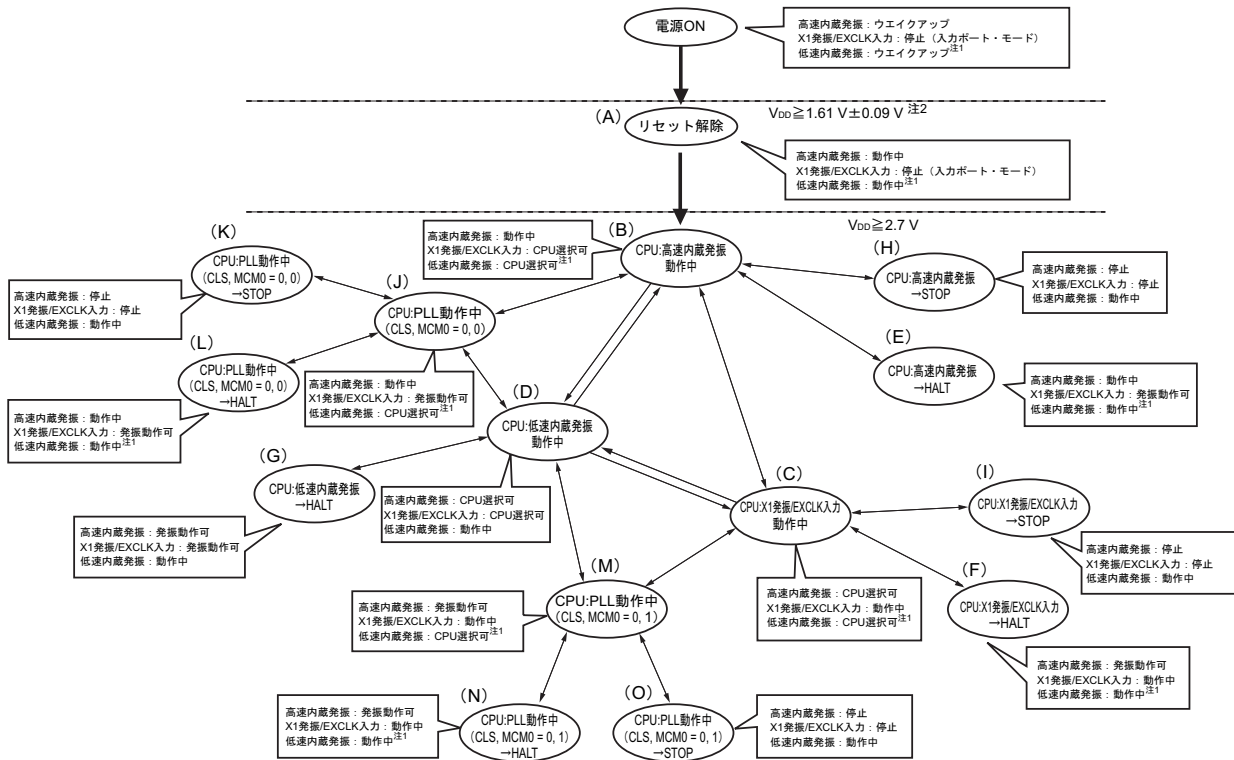 電源ON
高速内蔵発振：ウエイクアップ
X1発振/EXCLK入力：停止（入力ポート・モード）
低速内蔵発振：ウエイクアップ注1
VDD≧1.61 V±0.09 V 注2
(A)
リセット解除
高速内蔵発振：動作中
X1発振/EXCLK入力：停止（入力ポート・モード）
低速内蔵発振：動作中注1
VDD≧2.7 V
(B)
CPU:高速内蔵発振
動作中
高速内蔵発振：動作中
X1発振/EXCLK入力：CPU選択可
低速内蔵発振：CPU選択可注1
(H)
CPU:高速内蔵発振
→STOP
高速内蔵発振：停止
X1発振/EXCLK入力：停止
低速内蔵発振：動作中
(K)
CPU:PLL動作中
(CLS, MCM0 = 0, 0)
→STOP
高速内蔵発振：停止
X1発振/EXCLK入力：停止
低速内蔵発振：動作中
(J)
CPU:PLL動作中
(CLS, MCM0 = 0, 0)
高速内蔵発振：動作中
X1発振/EXCLK入力：発振動作可
低速内蔵発振：CPU選択可注1
(E)
CPU:高速内蔵発振
→HALT
高速内蔵発振：動作中
X1発振/EXCLK入力：発振動作可
低速内蔵発振：動作中注1
(L)
CPU:PLL動作中
(CLS, MCM0 = 0, 0)
→HALT
高速内蔵発振：動作中
X1発振/EXCLK入力：発振動作可
低速内蔵発振：動作中注1
(D)
CPU:低速内蔵発振
動作中
高速内蔵発振：CPU選択可
X1発振/EXCLK入力：CPU選択可
低速内蔵発振：動作中
(G)
CPU:低速内蔵発振
→HALT
高速内蔵発振：発振動作可
X1発振/EXCLK入力：発振動作可
低速内蔵発振：動作中
(C)
CPU:X1発振/EXCLK入力
動作中
高速内蔵発振：CPU選択可
X1発振/EXCLK入力：動作中
低速内蔵発振：CPU選択可注1
(I)
CPU:X1発振/EXCLK入力
→STOP
高速内蔵発振：停止
X1発振/EXCLK入力：停止
低速内蔵発振：動作中
(F)
CPU:X1発振/EXCLK入力
→HALT
高速内蔵発振：発振動作可
X1発振/EXCLK入力：動作中
低速内蔵発振：動作中注1
(M)
CPU:PLL動作中
(CLS, MCM0 = 0, 1)
高速内蔵発振：発振動作可
X1発振/EXCLK入力：動作中
低速内蔵発振：CPU選択可注1
(N)
CPU:PLL動作中
(CLS, MCM0 = 0, 1)
→HALT
高速内蔵発振：発振動作可
X1発振/EXCLK入力：動作中
低速内蔵発振：動作中注1
(O)
CPU:PLL動作中
(CLS, MCM0 = 0, 1)
→STOP
高速内蔵発振：停止
X1発振/EXCLK入力：停止
低速内蔵発振：動作中